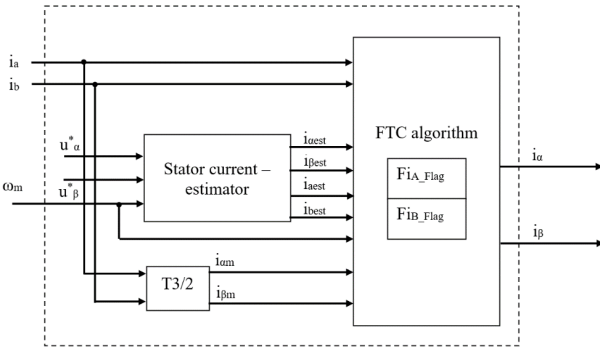 ia
ib
u*α
u*β
ωm
Stator current –
estimator
iαest
iβest
iaest
ibest
T3/2
iαm
iβm
FTC algorithm
FiA_Flag
FiB_Flag
iα
iβ